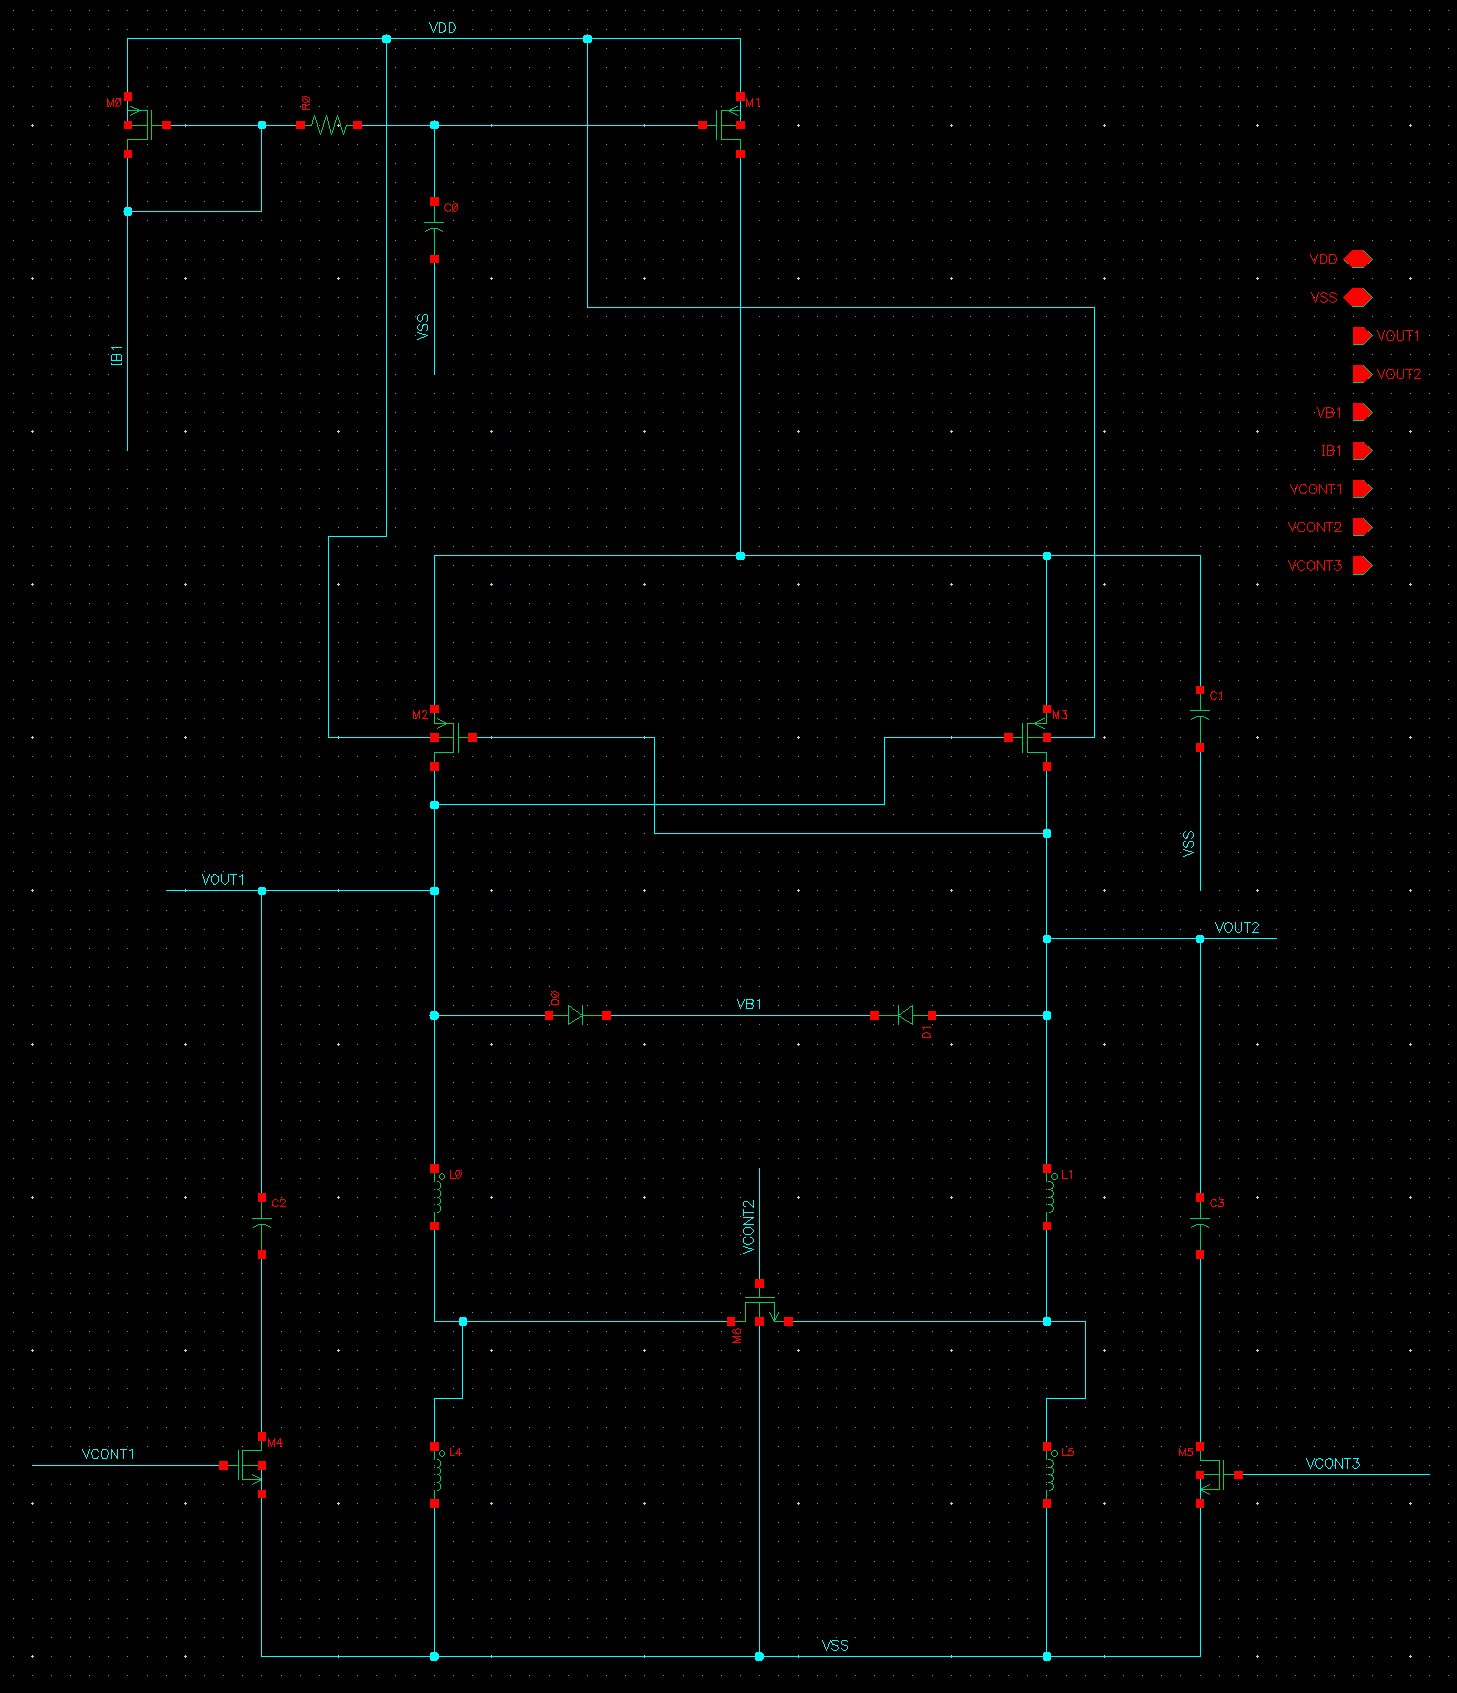 VDD
M0
R0
M1
C0
VSS
IB1
VDD
VSS
VOUT1
VOUT2
VB1
IB1
VCONT1
VCONT2
VCONT3
M2
M3
C1
VSS
VOUT1
VOUT2
D0
VB1
D1
L0
L1
C2
C3
VCONT2
M6
M4
L4
L5
M5
VCONT1
VCONT3
VSS